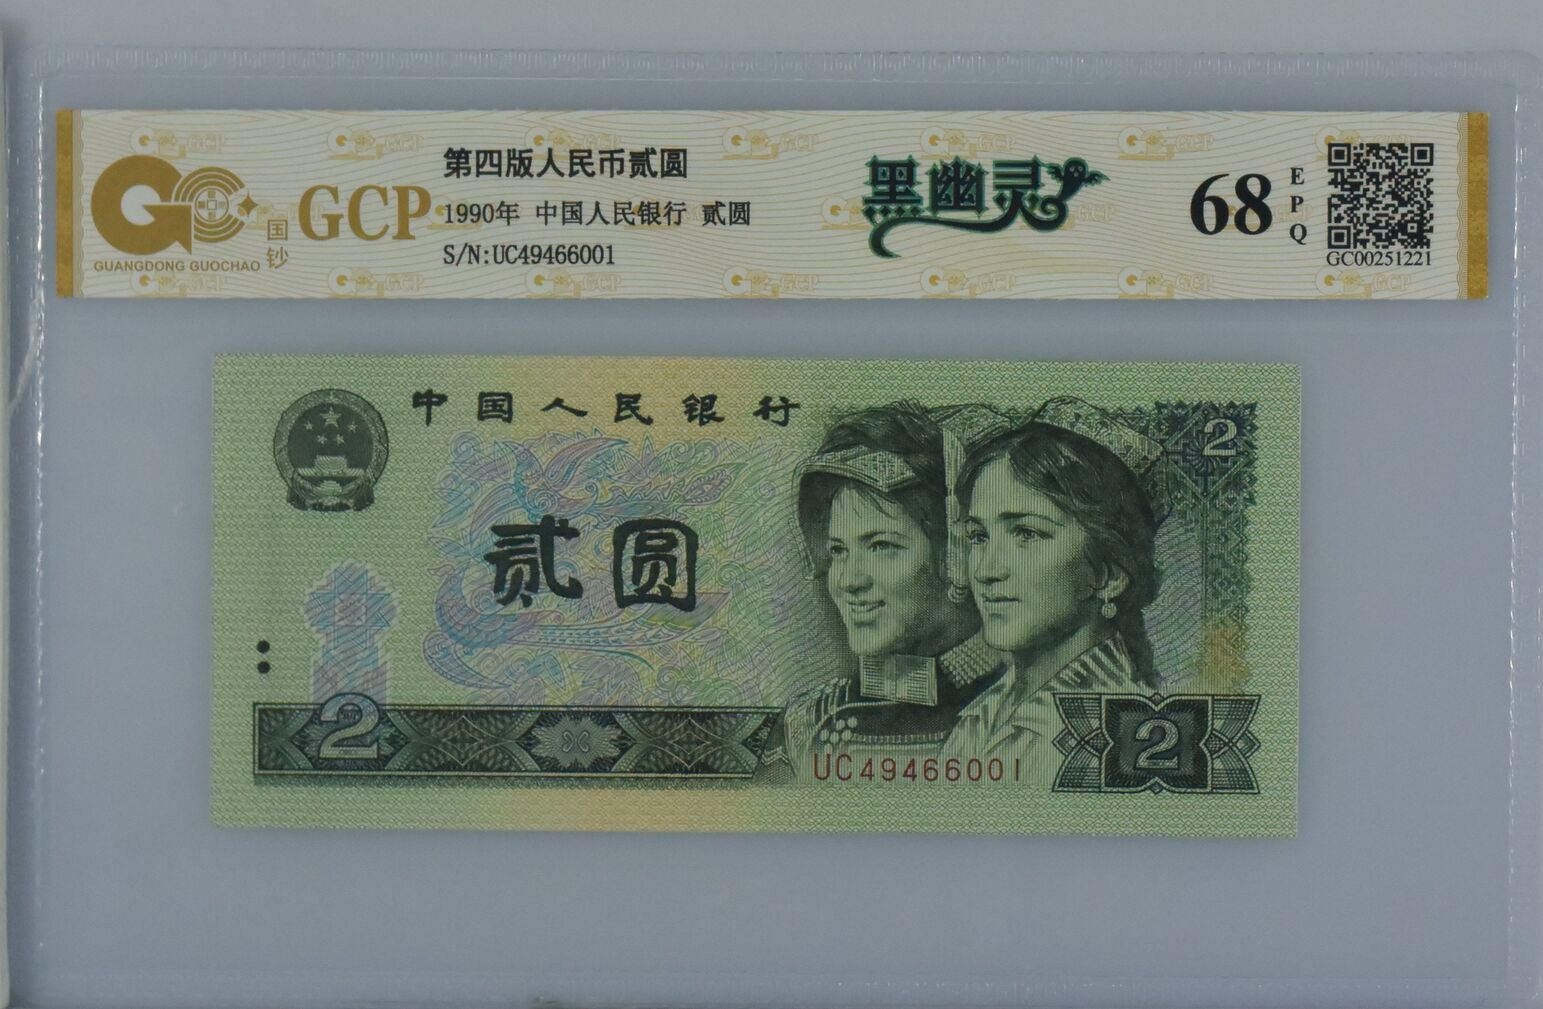 GUANGDONG GUOCHAO
国钞
GCP
第四版人民币贰圆
1990年 中国人民银行 贰圆
S/N:UC49466001
黑幽灵
68
EPQ
GC00251221
中国人民银行
2
贰圆
2
2
UC49466001